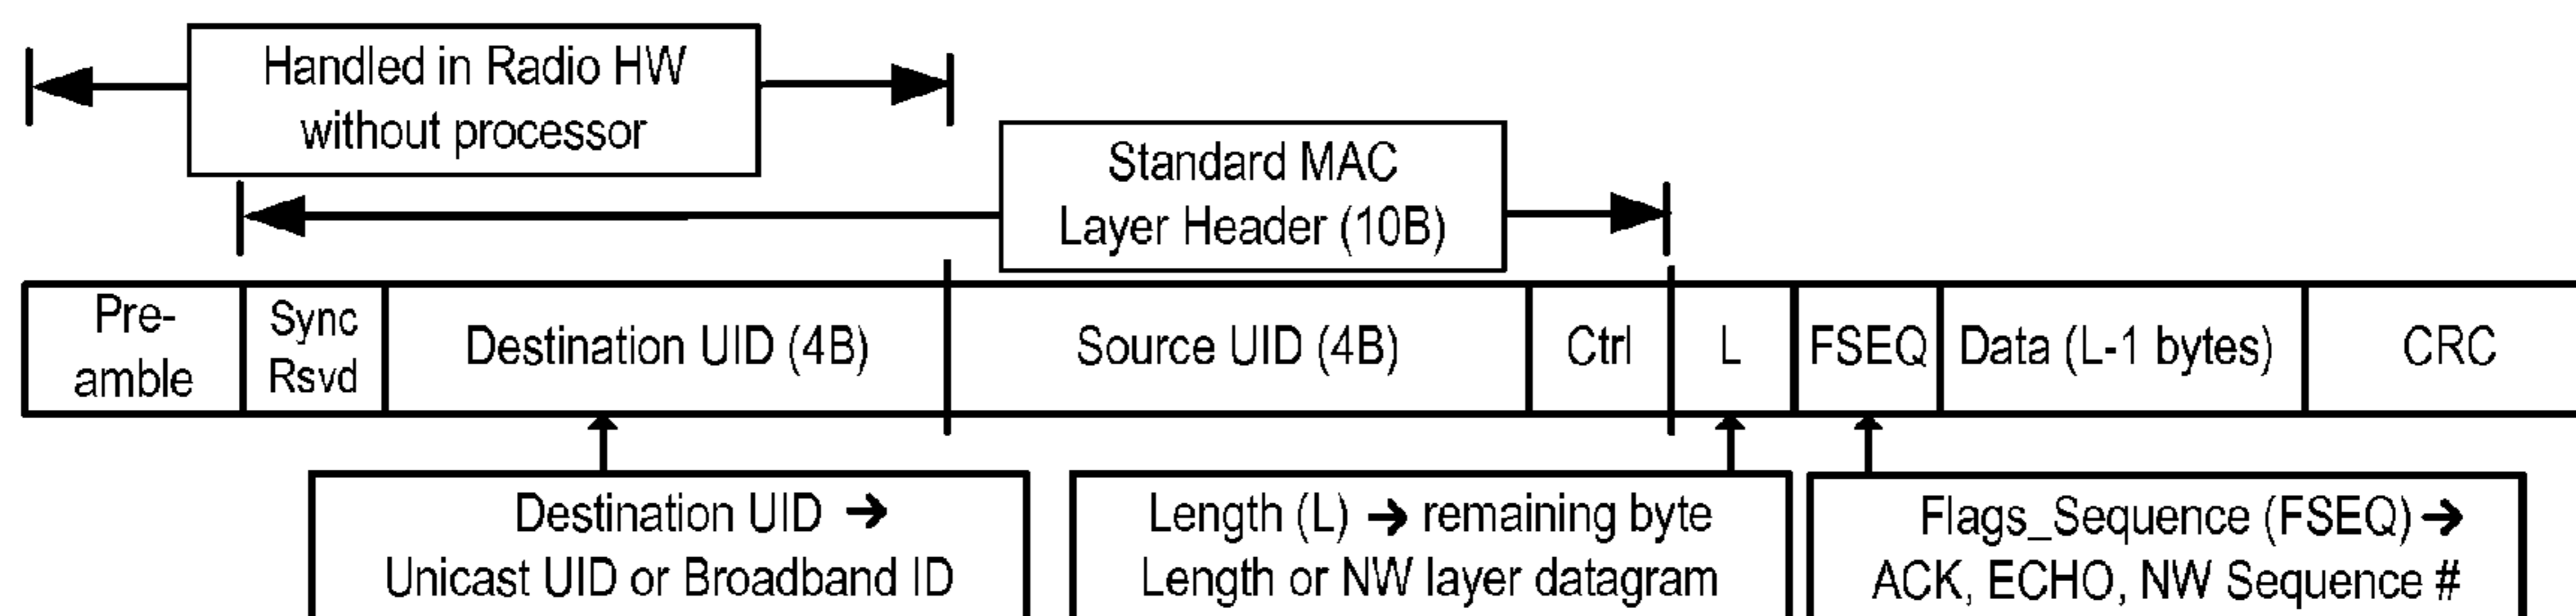 Handled in Radio HW
without processor
Standard MAC
Layer Header (10B)
Pre-
amble
Sync
Rsvd
Destination UID (4B)
Source UID (4B)
Ctrl
L
FSEQ
Data (L-1 bytes)
CRC
Destination UID →
Unicast UID or Broadband ID
Length (L) → remaining byte
Length or NW layer datagram
Flags_Sequence (FSEQ) →
ACK, ECHO, NW Sequence #